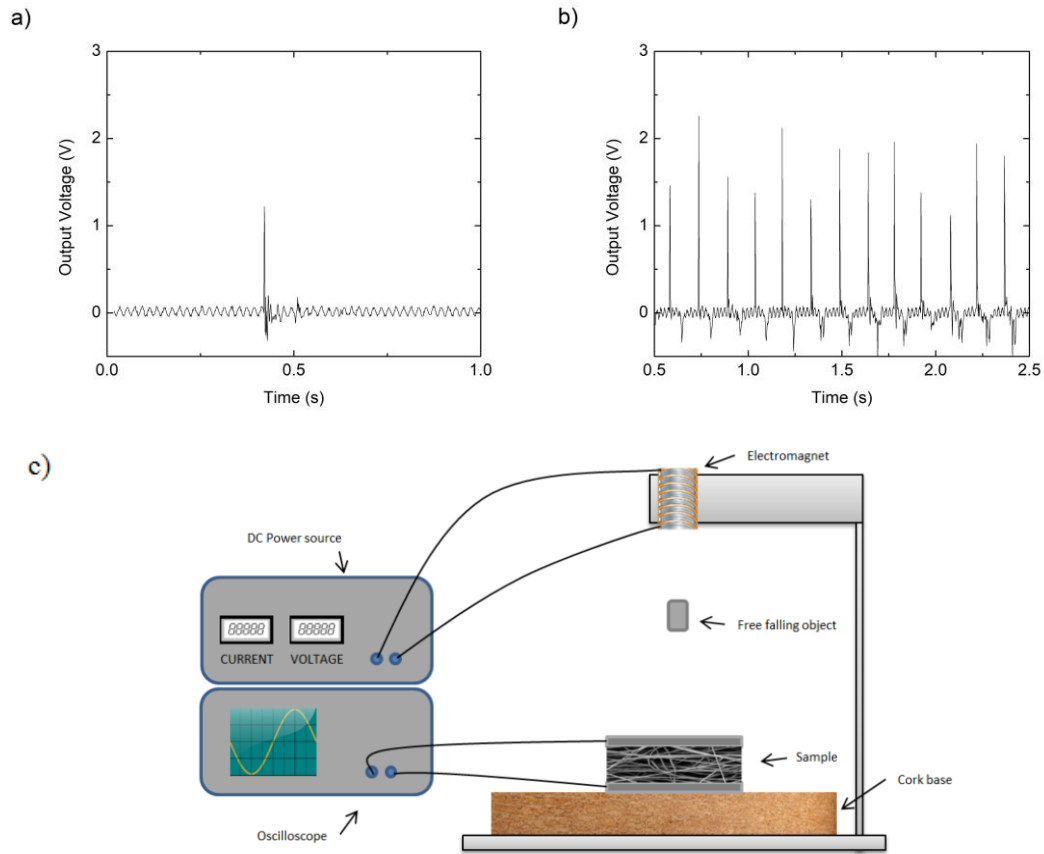 a)
3
2
1
0
Output Voltage (V)
0.0
0.5
1.0
Time (s)
b)
3
2
1
0
Output Voltage (V)
0.5
1.0
1.5
2.0
2.5
Time (s)
c)
Electromagnet
DC Power source
88888
88888
CURRENT
VOLTAGE
Free falling object
Sample
Cork base
Oscilloscope